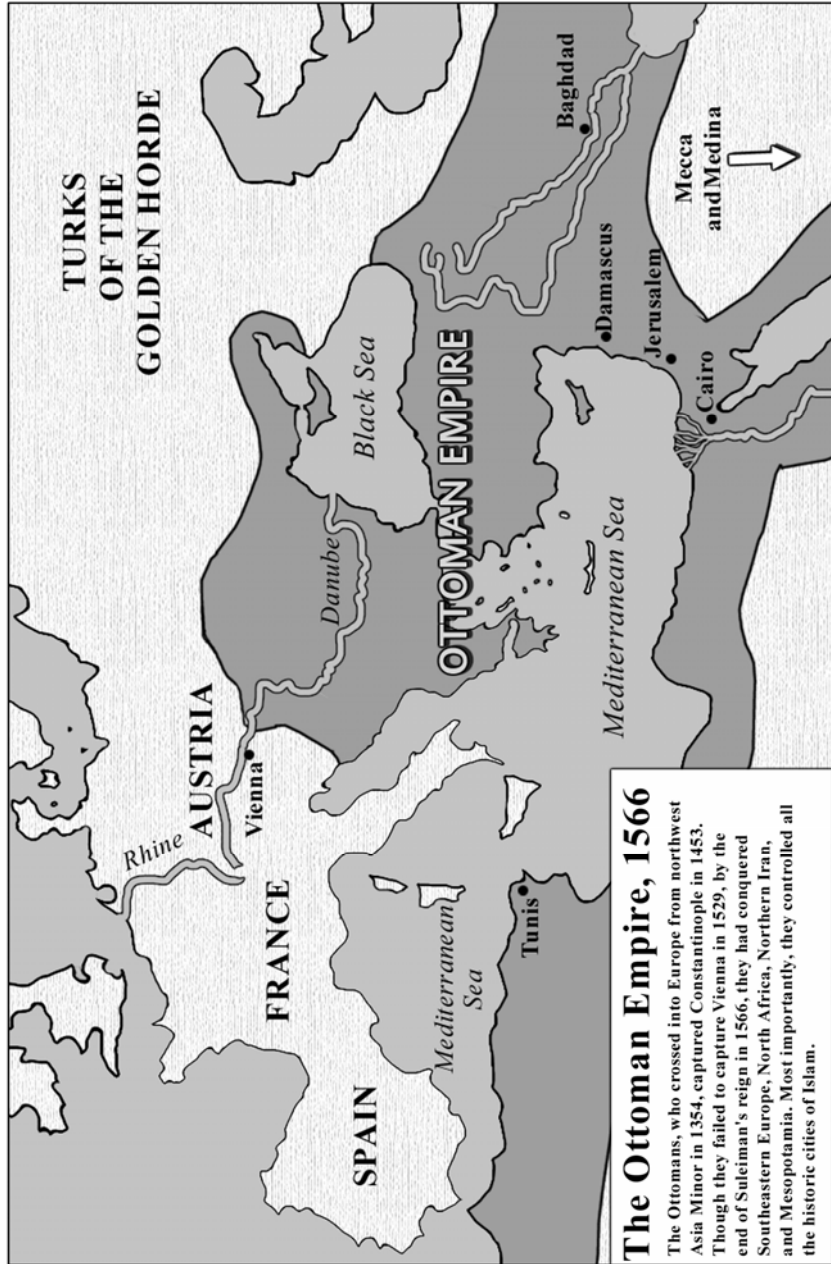 TURKS
OF THE
GOLDEN HORDE
Rhine
AUSTRIA
Vienna
Danube
Black Sea
FRANCE
SPAIN
Mediterranean
Sea
Tunis
OTTOMAN EMPIRE
Mediterranean Sea
Baghdad
Damascus
Jerusalem
Cairo
Mecca
and Medina
The Ottoman Empire, 1566
The Ottomans, who crossed into Europe from northwest
Asia Minor in 1354, captured Constantinople in 1453.
Though they failed to capture Vienna in 1529, by the
end of Suleiman's reign in 1566, they had conquered
Southeastern Europe, North Africa, Northern Iran,
and Mesopotamia. Most importantly, they controlled all
the historic cities of Islam.